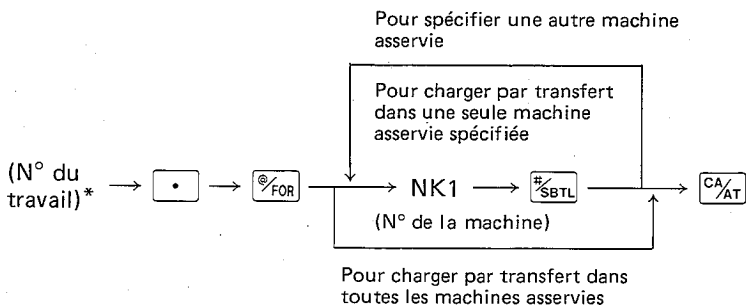 Pour spécifier une autre machine
asservie
Pour charger par transfert
dans une seule machine
asservie spécifiée
(N° du
travail)*
•
@/FOR
NK1
#/SBTL
CA/AT
(N° de la machine)
Pour charger par transfert dans
toutes les machines asservies